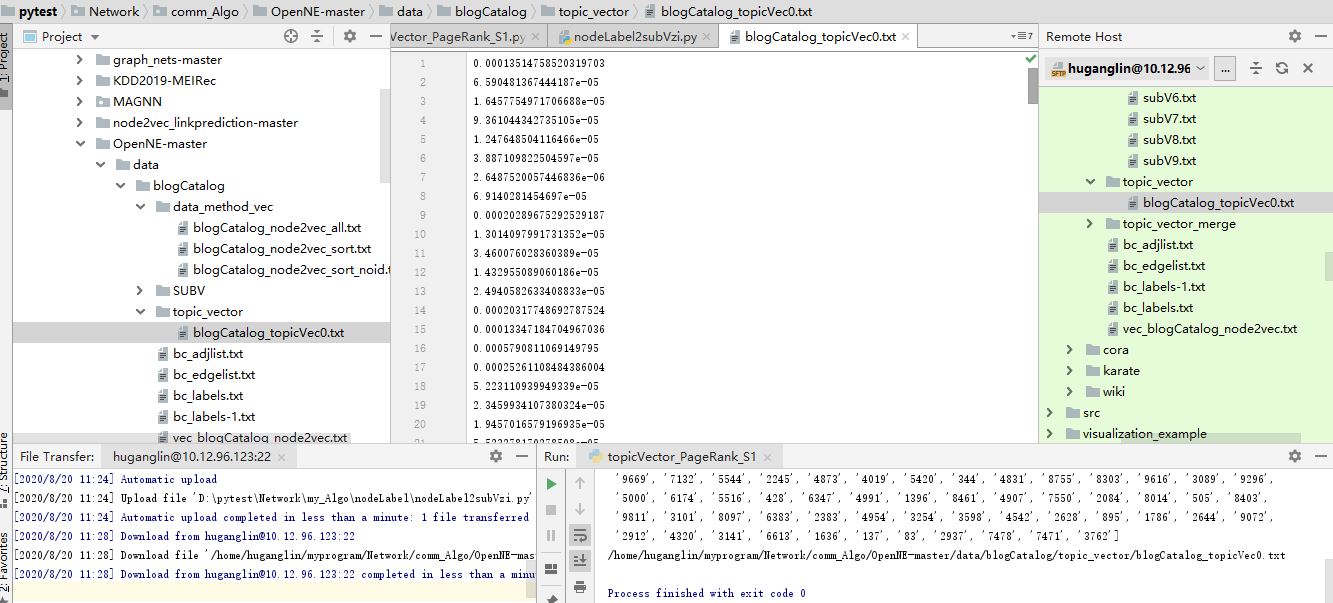 pytest Network comm_Algo OpenNE-master data blogCatalog topic_vector blogCatalog_topicVec0.txt
1: Project
Project
graph_nets-master
KDD2019-MEIRec
MAGNN
node2vec_linkprediction-master
OpenNE-master
data
blogCatalog
data_method_vec
blogCatalog_node2vec_all.txt
blogCatalog_node2vec_sort.txt
blogCatalog_node2vec_sort_noid.t
SUBV
topic_vector
blogCatalog_topicVec0.txt
bc_adjlist.txt
bc_edgelist.txt
bc_labels.txt
bc_labels-1.txt
vec_blogCatalog_node2vec.txt
Vector_PageRank_S1.py
nodeLabel2subVzi.py
blogCatalog_topicVec0.txt
7
1 0.00013514758520319703
2 6.590481367444187e-05
3 1.6457754971706688e-05
4 9.361044342735105e-05
5 1.247648504116466e-05
6 3.887109822504597e-05
7 2.6487520057446836e-06
8 6.9140281454697e-05
9 0.00020289675292529187
10 1.3014097991731352e-05
11 3.460076028360389e-05
12 1.432955089060186e-05
13 2.4940582633408833e-05
14 0.00020317748692787524
15 0.00013347184704967036
16 0.0005790811069149795
17 0.00025261108484386004
18 5.223110939949339e-05
19 2.3459934107380324e-05
20 1.9457016579196935e-05
Remote Host
huganglin@10.12.96
...
subV6.txt
subV7.txt
subV8.txt
subV9.txt
topic_vector
blogCatalog_topicVec0.txt
topic_vector_merge
bc_adjlist.txt
bc_edgelist.txt
bc_labels-1.txt
bc_labels.txt
vec_blogCatalog_node2vec.txt
cora
karate
wiki
src
visualization_example
Z: Structure
2: Favorites
File Transfer: huganglin@10.12.96.123:22
[2020/8/20 11:24] Automatic upload
[2020/8/20 11:24] Upload file 'D:\pytest\Network\my_Algo\nodeLabel\nodeLabel2subVzi.py'
[2020/8/20 11:24] Automatic upload completed in less than a minute: 1 file transferred
[2020/8/20 11:28] Download from huganglin@10.12.96.123:22
[2020/8/20 11:28] Download file '/home/huganglin/myprogram/Network/comm_Algo/OpenNE-mas
[2020/8/20 11:28] Download from huganglin@10.12.96.123:22 completed in less than a minu
Run: topicVector_PageRank_S1
'9669', '7132', '5544', '2245', '4873', '4019', '5420', '344', '4831', '8755', '8303', '9616', '3089', '9296',
'5000', '6174', '5516', '428', '6347', '4991', '1396', '8461', '4907', '7550', '2084', '8014', '505', '8403',
'9811', '3101', '8097', '6383', '2383', '4954', '3254', '3598', '4542', '2628', '895', '1786', '2644', '9072',
'2912', '4320', '3141', '6613', '1636', '137', '83', '2937', '7478', '7471', '3762']
/home/huganglin/myprogram/Network/comm_Algo/OpenNE-master/data/blogCatalog/topic_vector/blogCatalog_topicVec0.txt
Process finished with exit code 0